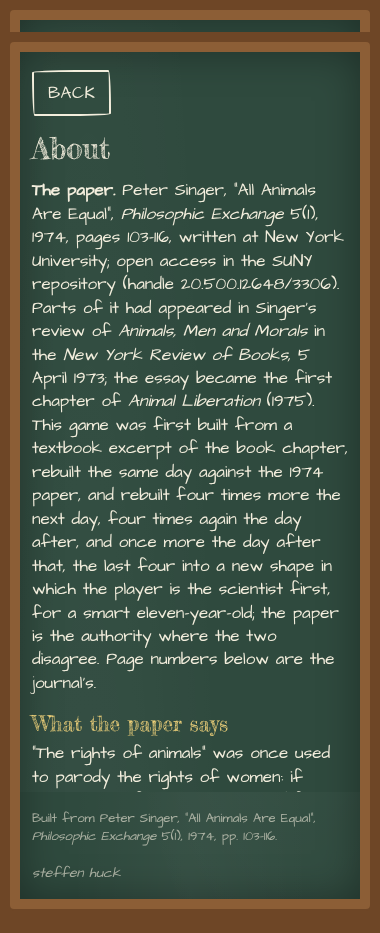 BACK
About
The paper. Peter Singer, "All Animals
Are Equal", Philosophic Exchange 5(1),
1974, pages 103-116, written at New York
University; open access in the SUNY
repository (handle 20.500.12648/3306).
Parts of it had appeared in Singer's
review of Animals, Men and Morals in
the New York Review of Books, 5
April 1973; the essay became the first
chapter of Animal Liberation (1975).
This game was first built from a
textbook excerpt of the book chapter,
rebuilt the same day against the 1974
paper, and rebuilt four times more the
next day, four times again the day
after, and once more the day after
that, the last four into a new shape in
which the player is the scientist first,
for a smart eleven-year-old; the paper
is the authority where the two
disagree. Page numbers below are the
journal's.
What the paper says
"The rights of animals" was once used
to parody the rights of women: if
Built from Peter Singer, "All Animals Are Equal",
Philosophic Exchange 5(1), 1974, pp. 103-116.
steffen huck